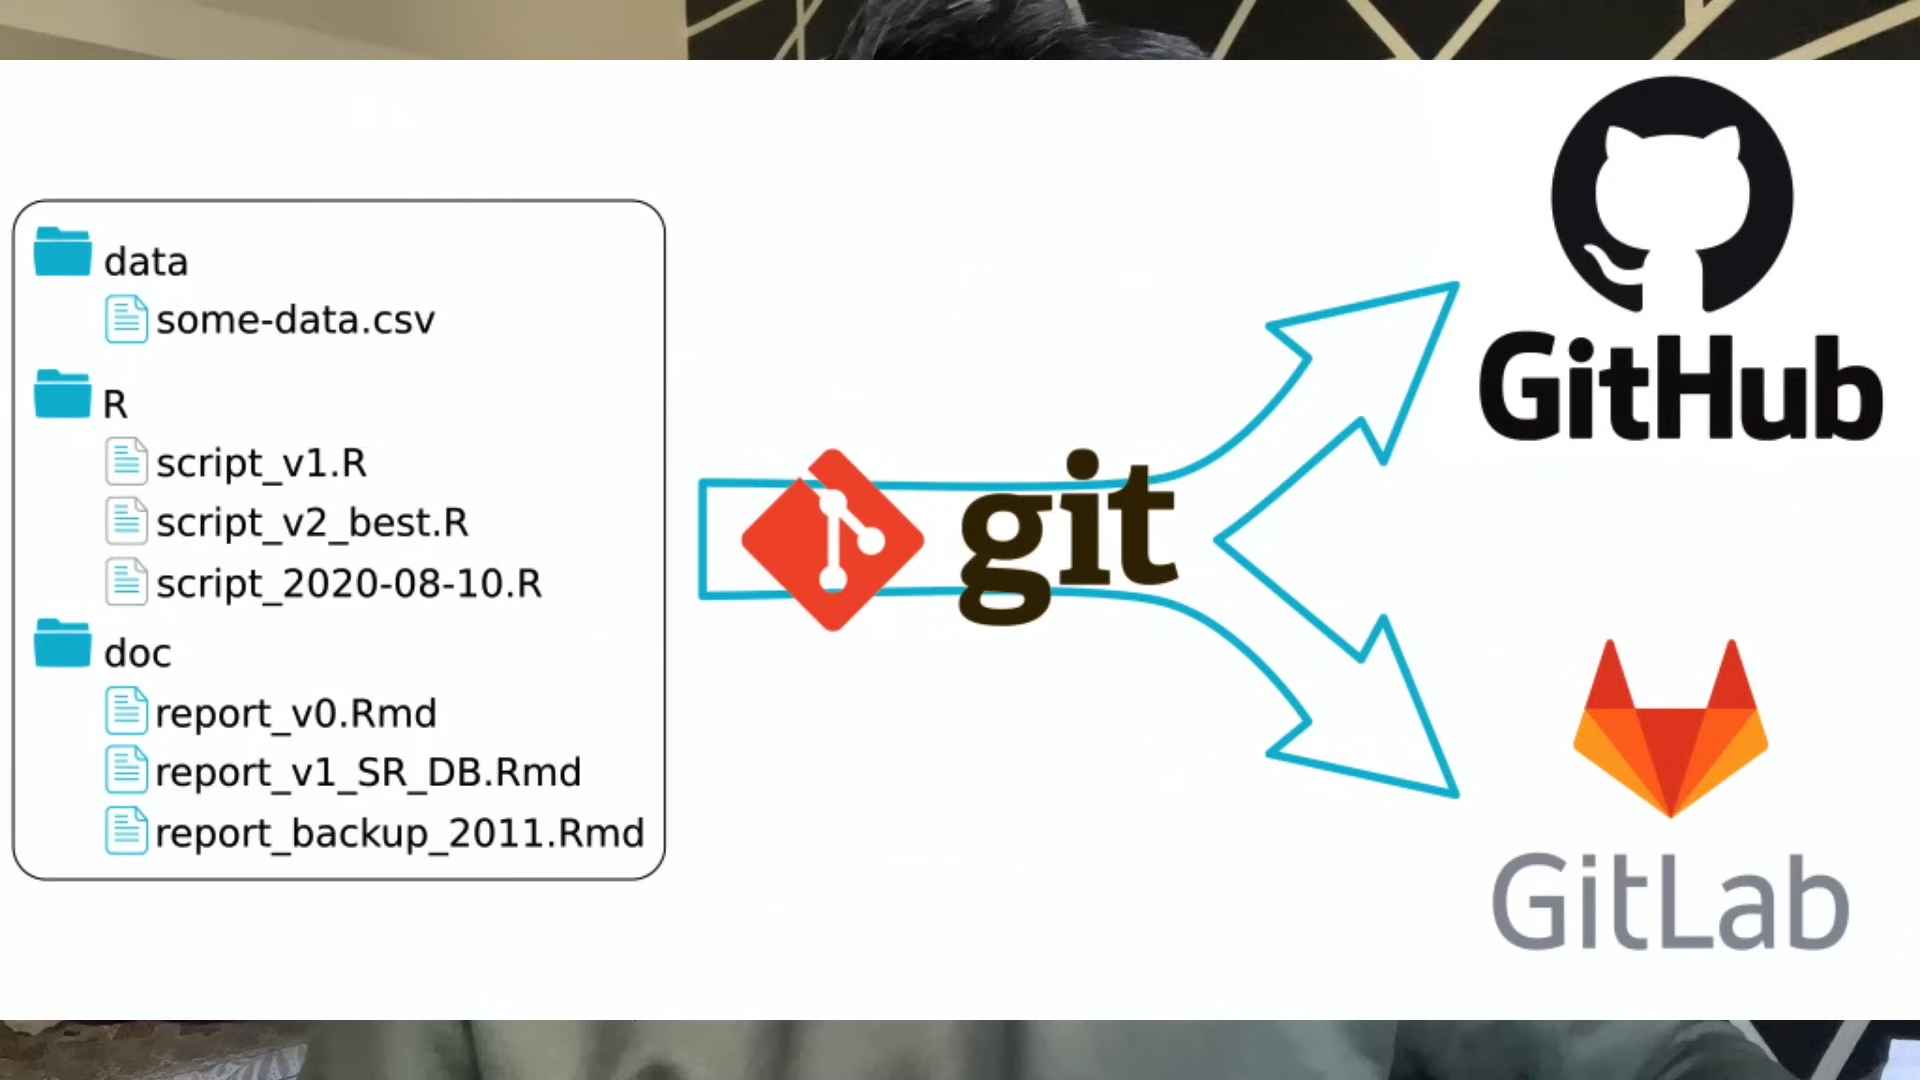 data
some-data.csv
R
script_v1.R
script_v2_best.R
script_2020-08-10.R
doc
report_v0.Rmd
report_v1_SR_DB.Rmd
report_backup_2011.Rmd
git
GitHub
GitLab